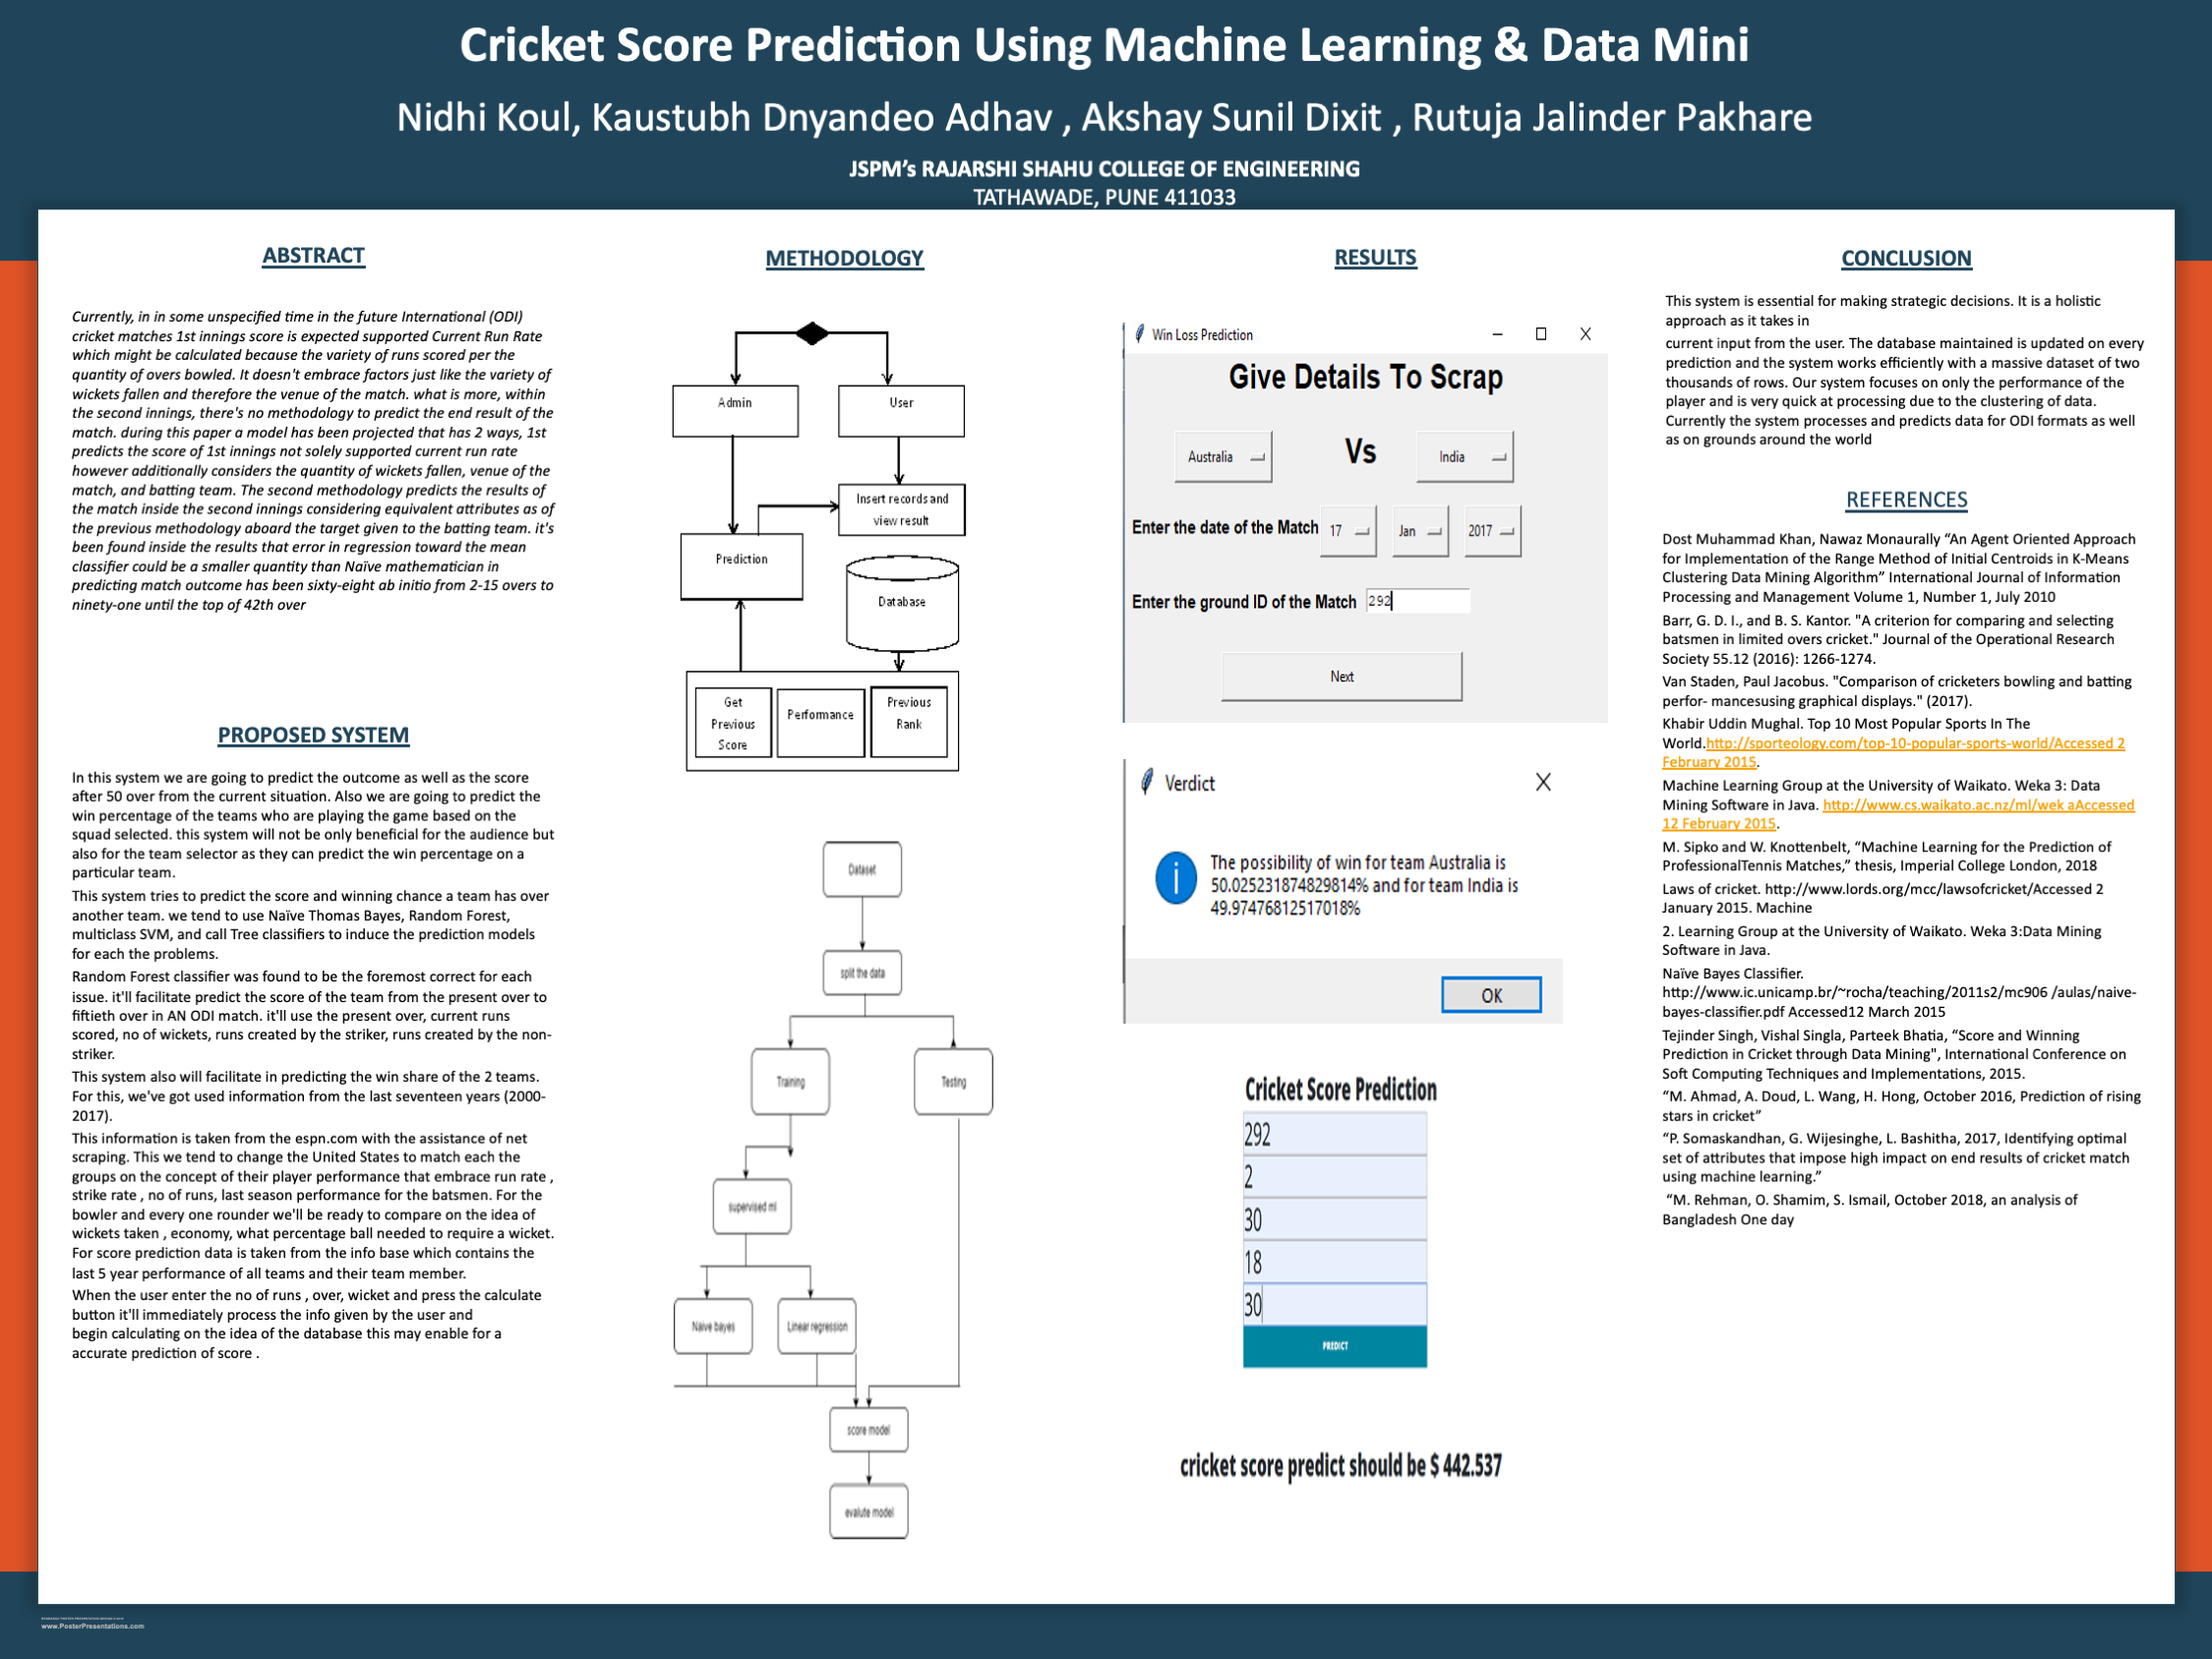 Cricket Score Prediction Using Machine Learning & Data Mini
Nidhi Koul, Kaustubh Dnyandeo Adhav , Akshay Sunil Dixit , Rutuja Jalinder Pakhare
JSPM’s RAJARSHI SHAHU COLLEGE OF ENGINEERING
TATHAWADE, PUNE 411033
ABSTRACT
Currently, in in some unspecified time in the future International (ODI)
cricket matches 1st innings score is expected supported Current Run Rate
which might be calculated because the variety of runs scored per the
quantity of overs bowled. It doesn't embrace factors just like the variety of
wickets fallen and therefore the venue of the match. what is more, within
the second innings, there's no methodology to predict the end result of the
match. during this paper a model has been projected that has 2 ways, 1st
predicts the score of 1st innings not solely supported current run rate
however additionally considers the quantity of wickets fallen, venue of the
match, and batting team. The second methodology predicts the results of
the match inside the second innings considering equivalent attributes as of
the previous methodology aboard the target given to the batting team. it's
been found inside the results that error in regression toward the mean
classifier could be a smaller quantity than Naïve mathematician in
predicting match outcome has been sixty-eight ab initio from 2-15 overs to
ninety-one until the top of 42th over
PROPOSED SYSTEM
In this system we are going to predict the outcome as well as the score
after 50 over from the current situation. Also we are going to predict the
win percentage of the teams who are playing the game based on the
squad selected. this system will not be only beneficial for the audience but
also for the team selector as they can predict the win percentage on a
particular team.
This system tries to predict the score and winning chance a team has over
another team. we tend to use Naïve Thomas Bayes, Random Forest,
multiclass SVM, and call Tree classifiers to induce the prediction models
for each the problems.
Random Forest classifier was found to be the foremost correct for each
issue. it'll facilitate predict the score of the team from the present over to
fiftieth over in AN ODI match. it'll use the present over, current runs
scored, no of wickets, runs created by the striker, runs created by the non-
striker.
This system also will facilitate in predicting the win share of the 2 teams.
For this, we've got used information from the last seventeen years (2000-
2017).
This information is taken from the espn.com with the assistance of net
scraping. This we tend to change the United States to match each the
groups on the concept of their player performance that embrace run rate ,
strike rate , no of runs, last season performance for the batsmen. For the
bowler and every one rounder we'll be ready to compare on the idea of
wickets taken , economy, what percentage ball needed to require a wicket.
For score prediction data is taken from the info base which contains the
last 5 year performance of all teams and their team member.
When the user enter the no of runs , over, wicket and press the calculate
button it'll immediately process the info given by the user and
begin calculating on the idea of the database this may enable for a
accurate prediction of score .
METHODOLOGY
Admin
User
Insert records and
view result
Prediction
Database
Get
Previous
Score
Performance
Previous
Rank
Dataset
split the data
Training
Testing
supervised ml
Naive bayes
Linear regression
score model
evalute model
RESULTS
Win Loss Prediction
Give Details To Scrap
Australia
Vs
India
Enter the date of the Match
17
Jan
2017
Enter the ground ID of the Match
292
Next
Verdict
The possibility of win for team Australia is
50.025231874829814% and for team India is
49.97476812517018%
OK
Cricket Score Prediction
292
2
30
18
30
PREDICT
cricket score predict should be $ 442.537
CONCLUSION
This system is essential for making strategic decisions. It is a holistic
approach as it takes in
current input from the user. The database maintained is updated on every
prediction and the system works efficiently with a massive dataset of two
thousands of rows. Our system focuses on only the performance of the
player and is very quick at processing due to the clustering of data.
Currently the system processes and predicts data for ODI formats as well
as on grounds around the world
REFERENCES
Dost Muhammad Khan, Nawaz Monaurally “An Agent Oriented Approach
for Implementation of the Range Method of Initial Centroids in K-Means
Clustering Data Mining Algorithm” International Journal of Information
Processing and Management Volume 1, Number 1, July 2010
Barr, G. D. I., and B. S. Kantor. "A criterion for comparing and selecting
batsmen in limited overs cricket." Journal of the Operational Research
Society 55.12 (2016): 1266-1274.
Van Staden, Paul Jacobus. "Comparison of cricketers bowling and batting
perfor- mancesusing graphical displays." (2017).
Khabir Uddin Mughal. Top 10 Most Popular Sports In The
World.http://sporteology.com/top-10-popular-sports-world/Accessed 2
February 2015.
Machine Learning Group at the University of Waikato. Weka 3: Data
Mining Software in Java. http://www.cs.waikato.ac.nz/ml/wek aAccessed
12 February 2015.
M. Sipko and W. Knottenbelt, “Machine Learning for the Prediction of
ProfessionalTennis Matches,” thesis, Imperial College London, 2018
Laws of cricket. http://www.lords.org/mcc/lawsofcricket/Accessed 2
January 2015. Machine
2. Learning Group at the University of Waikato. Weka 3:Data Mining
Software in Java.
Naïve Bayes Classifier.
http://www.ic.unicamp.br/~rocha/teaching/2011s2/mc906 /aulas/naive-
bayes-classifier.pdf Accessed12 March 2015
Tejinder Singh, Vishal Singla, Parteek Bhatia, “Score and Winning
Prediction in Cricket through Data Mining", International Conference on
Soft Computing Techniques and Implementations, 2015.
“M. Ahmad, A. Doud, L. Wang, H. Hong, October 2016, Prediction of rising
stars in cricket”
“P. Somaskandhan, G. Wijesinghe, L. Bashitha, 2017, Identifying optimal
set of attributes that impose high impact on end results of cricket match
using machine learning.”
“M. Rehman, O. Shamim, S. Ismail, October 2018, an analysis of
Bangladesh One day
www.PosterPresentations.com